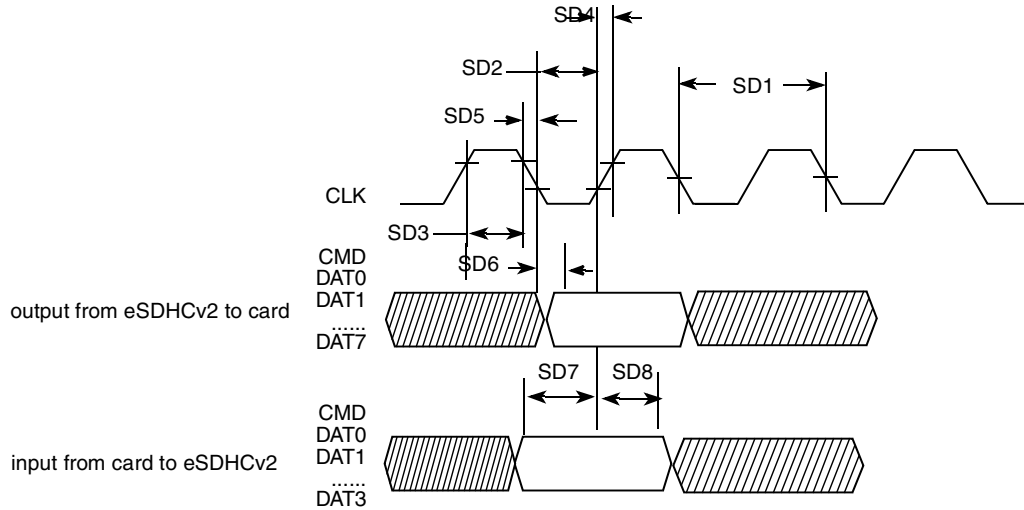 SD4
SD2
SD1
SD5
CLK
SD3
CMD
SD6
DAT0
output from eSDHCv2 to card
DAT1
......
DAT7
SD7
SD8
CMD
DAT0
input from card to eSDHCv2
DAT1
......
DAT3